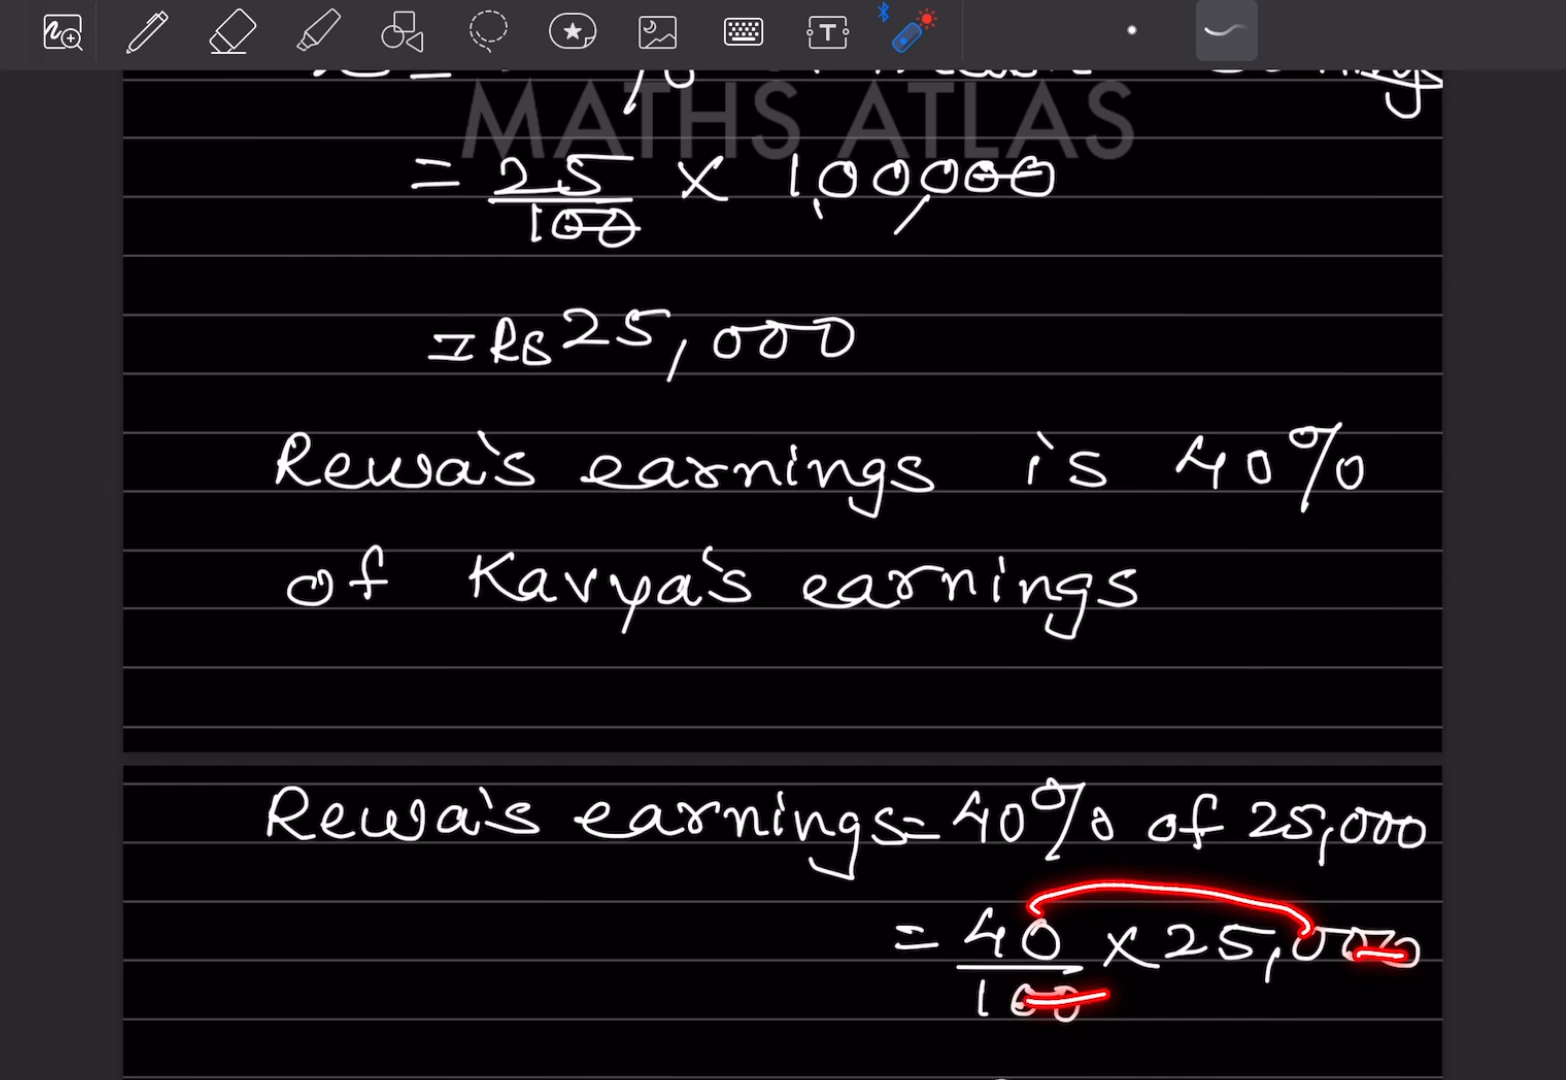 MATHS ATLAS
= 25/100 × 1,00,000
= Rs 25,000
Rewa's earnings is 40%
of Kavya's earnings
Rewa's earnings = 40% of 25,000
= 40/100 × 25,000